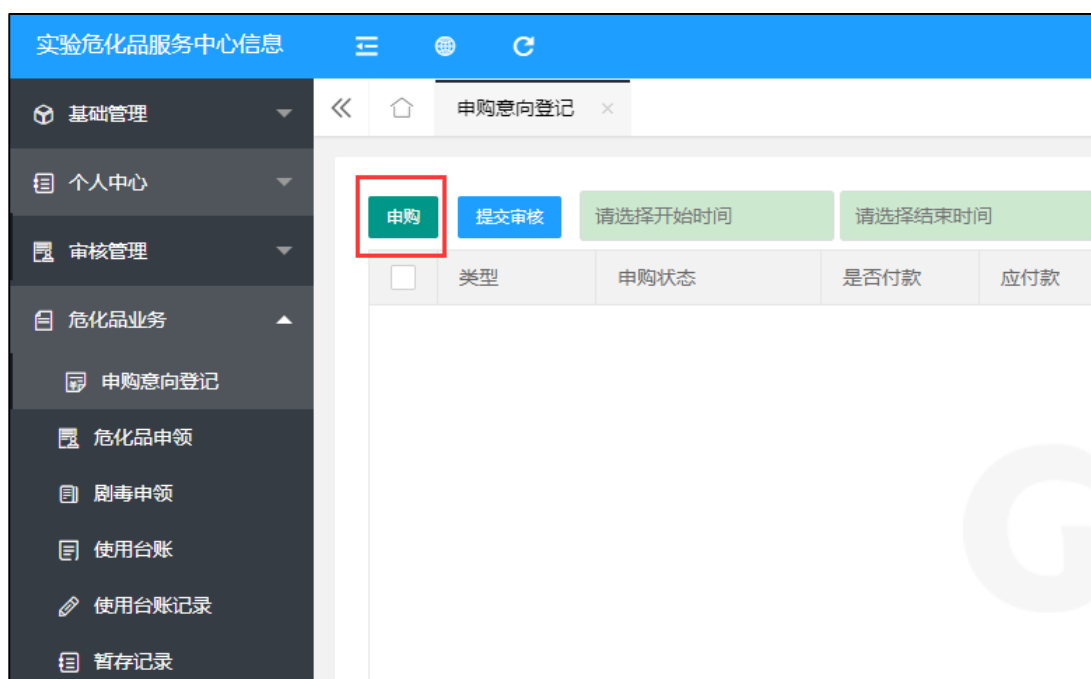 实验危化品服务中心信息
基础管理
申购意向登记
个人中心
申购 提交审核 请选择开始时间 请选择结束时间
审核管理
类型 申购状态 是否付款 应付款
危化品业务
申购意向登记
危化品申领
剧毒申领
使用台账
使用台账记录
暂存记录
G